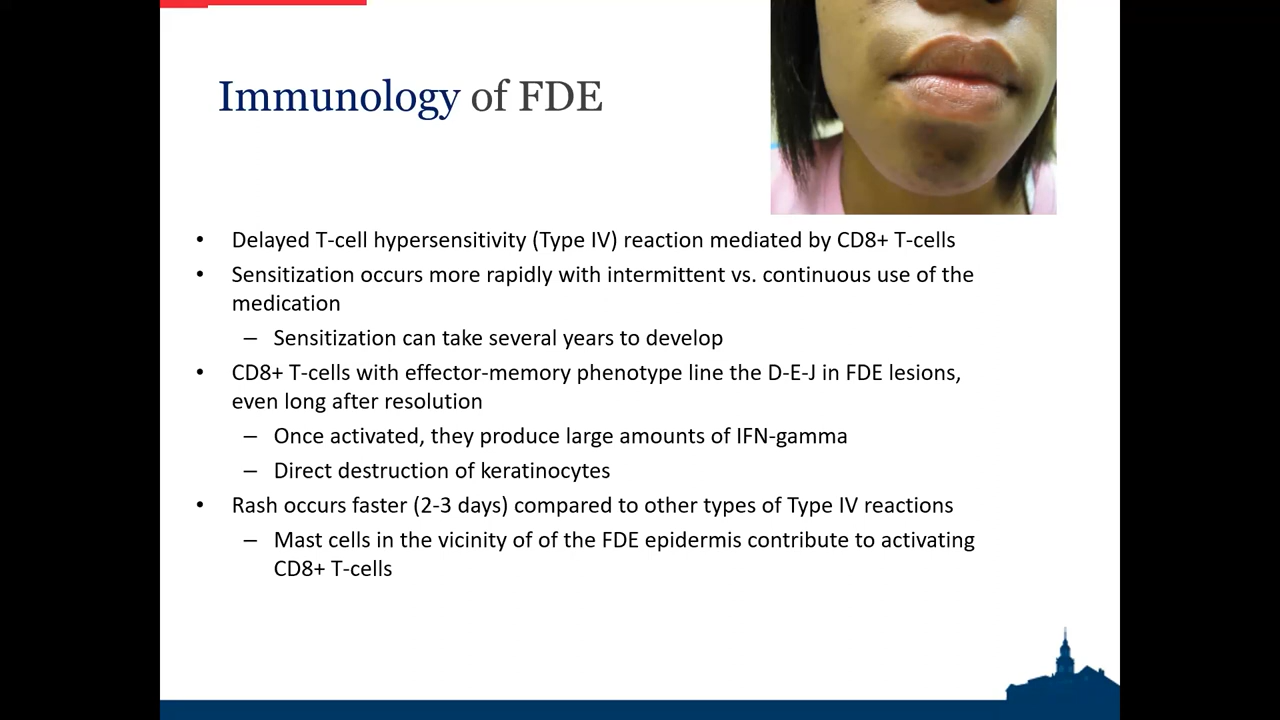 Immunology of FDE
• Delayed T-cell hypersensitivity (Type IV) reaction mediated by CD8+ T-cells
• Sensitization occurs more rapidly with intermittent vs. continuous use of the
medication
– Sensitization can take several years to develop
• CD8+ T-cells with effector-memory phenotype line the D-E-J in FDE lesions,
even long after resolution
– Once activated, they produce large amounts of IFN-gamma
– Direct destruction of keratinocytes
• Rash occurs faster (2-3 days) compared to other types of Type IV reactions
– Mast cells in the vicinity of of the FDE epidermis contribute to activating
CD8+ T-cells